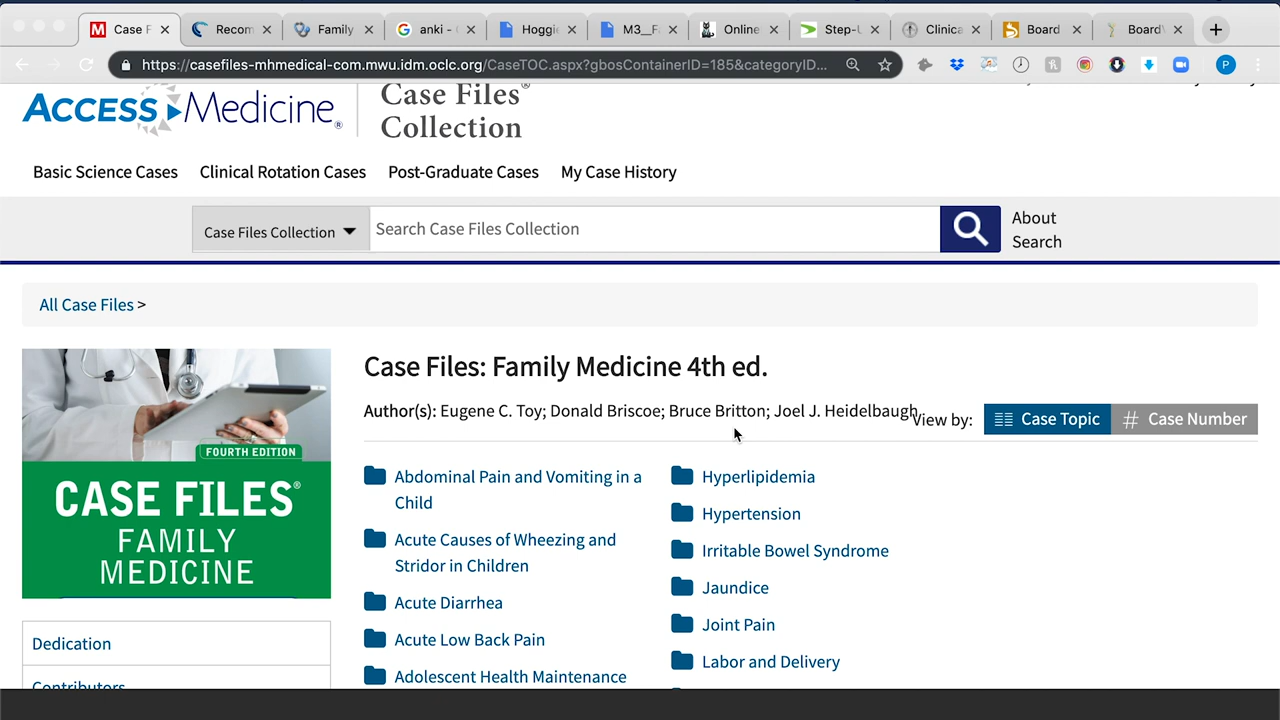 Case F
Recom
Family
anki - G
Hoggie
M3__F
Online
Step-U
Clinica
Board
BoardV
https://casefiles-mhmedical-com.mwu.idm.oclc.org/CaseTOC.aspx?gbosContainerID=185&categoryID...
P
ACCESS Medicine®
Case Files®
Collection
Basic Science Cases
Clinical Rotation Cases
Post-Graduate Cases
My Case History
Case Files Collection
Search Case Files Collection
About
Search
All Case Files >
FOURTH EDITION
CASE FILES®
FAMILY
MEDICINE
Dedication
Contributors
Case Files: Family Medicine 4th ed.
Author(s): Eugene C. Toy; Donald Briscoe; Bruce Britton; Joel J. Heidelbaugh
View by:
Case Topic
# Case Number
Abdominal Pain and Vomiting in a
Child
Acute Causes of Wheezing and
Stridor in Children
Acute Diarrhea
Acute Low Back Pain
Adolescent Health Maintenance
Hyperlipidemia
Hypertension
Irritable Bowel Syndrome
Jaundice
Joint Pain
Labor and Delivery